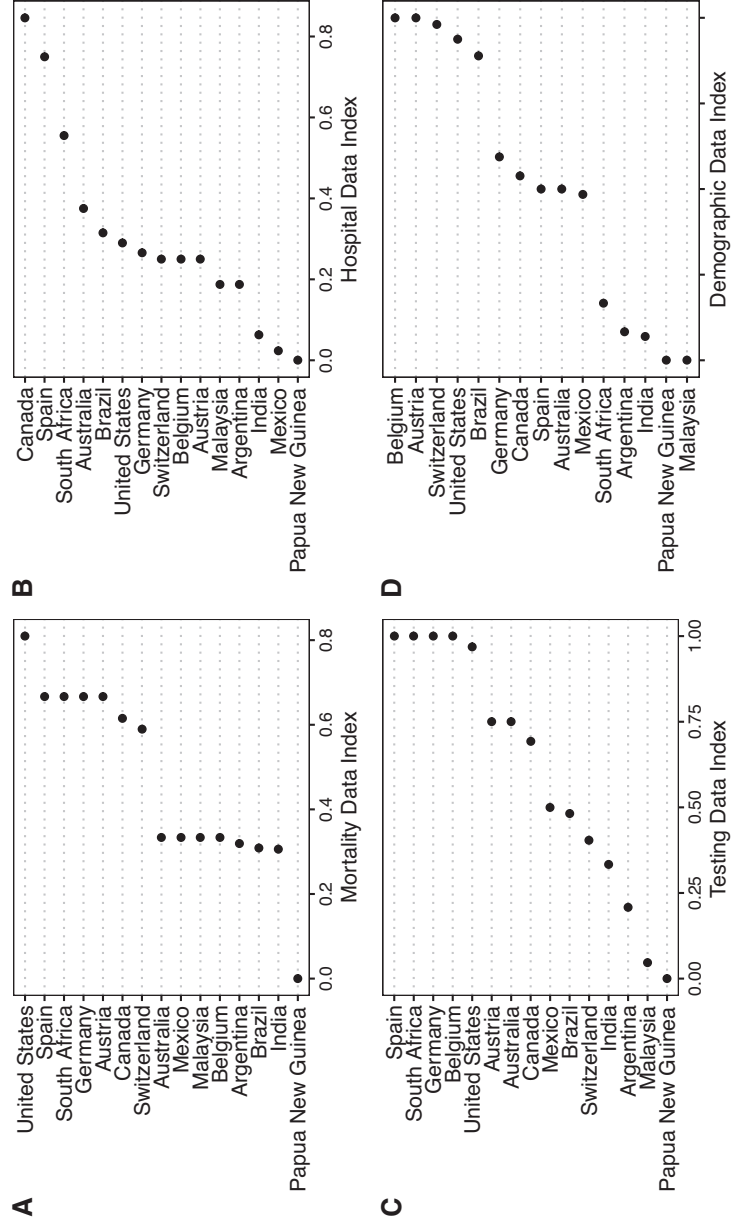 A
United States
Spain
South Africa
Germany
Austria
Canada
Switzerland
Australia
Mexico
Malaysia
Belgium
Argentina
Brazil
India
Papua New Guinea
0.0 0.2 0.4 0.6 0.8
Mortality Data Index
B
Canada
Spain
South Africa
Australia
Brazil
United States
Germany
Switzerland
Belgium
Austria
Malaysia
Argentina
India
Mexico
Papua New Guinea
0.0 0.2 0.4 0.6 0.8
Hospital Data Index
C
Spain
South Africa
Germany
Belgium
United States
Austria
Australia
Canada
Mexico
Brazil
Switzerland
India
Argentina
Malaysia
Papua New Guinea
0.00 0.25 0.50 0.75 1.00
Testing Data Index
D
Belgium
Austria
Switzerland
United States
Brazil
Germany
Canada
Spain
Australia
Mexico
South Africa
Argentina
India
Papua New Guinea
Malaysia
Demographic Data Index